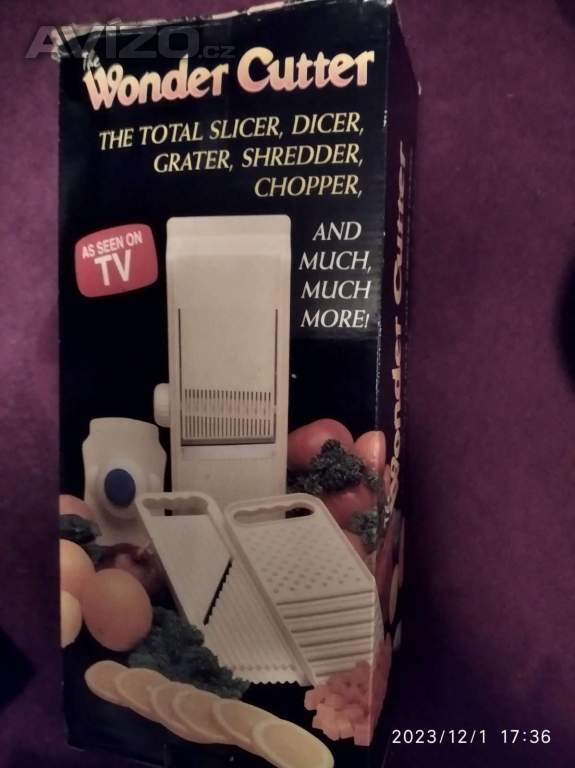 AVÍZO.cz
The
Wonder Cutter
THE TOTAL SLICER, DICER,
GRATER, SHREDDER,
CHOPPER,
AND
MUCH,
MUCH
MORE!
AS SEEN ON
TV
Wonder Cutter
2023/12/1 17:36